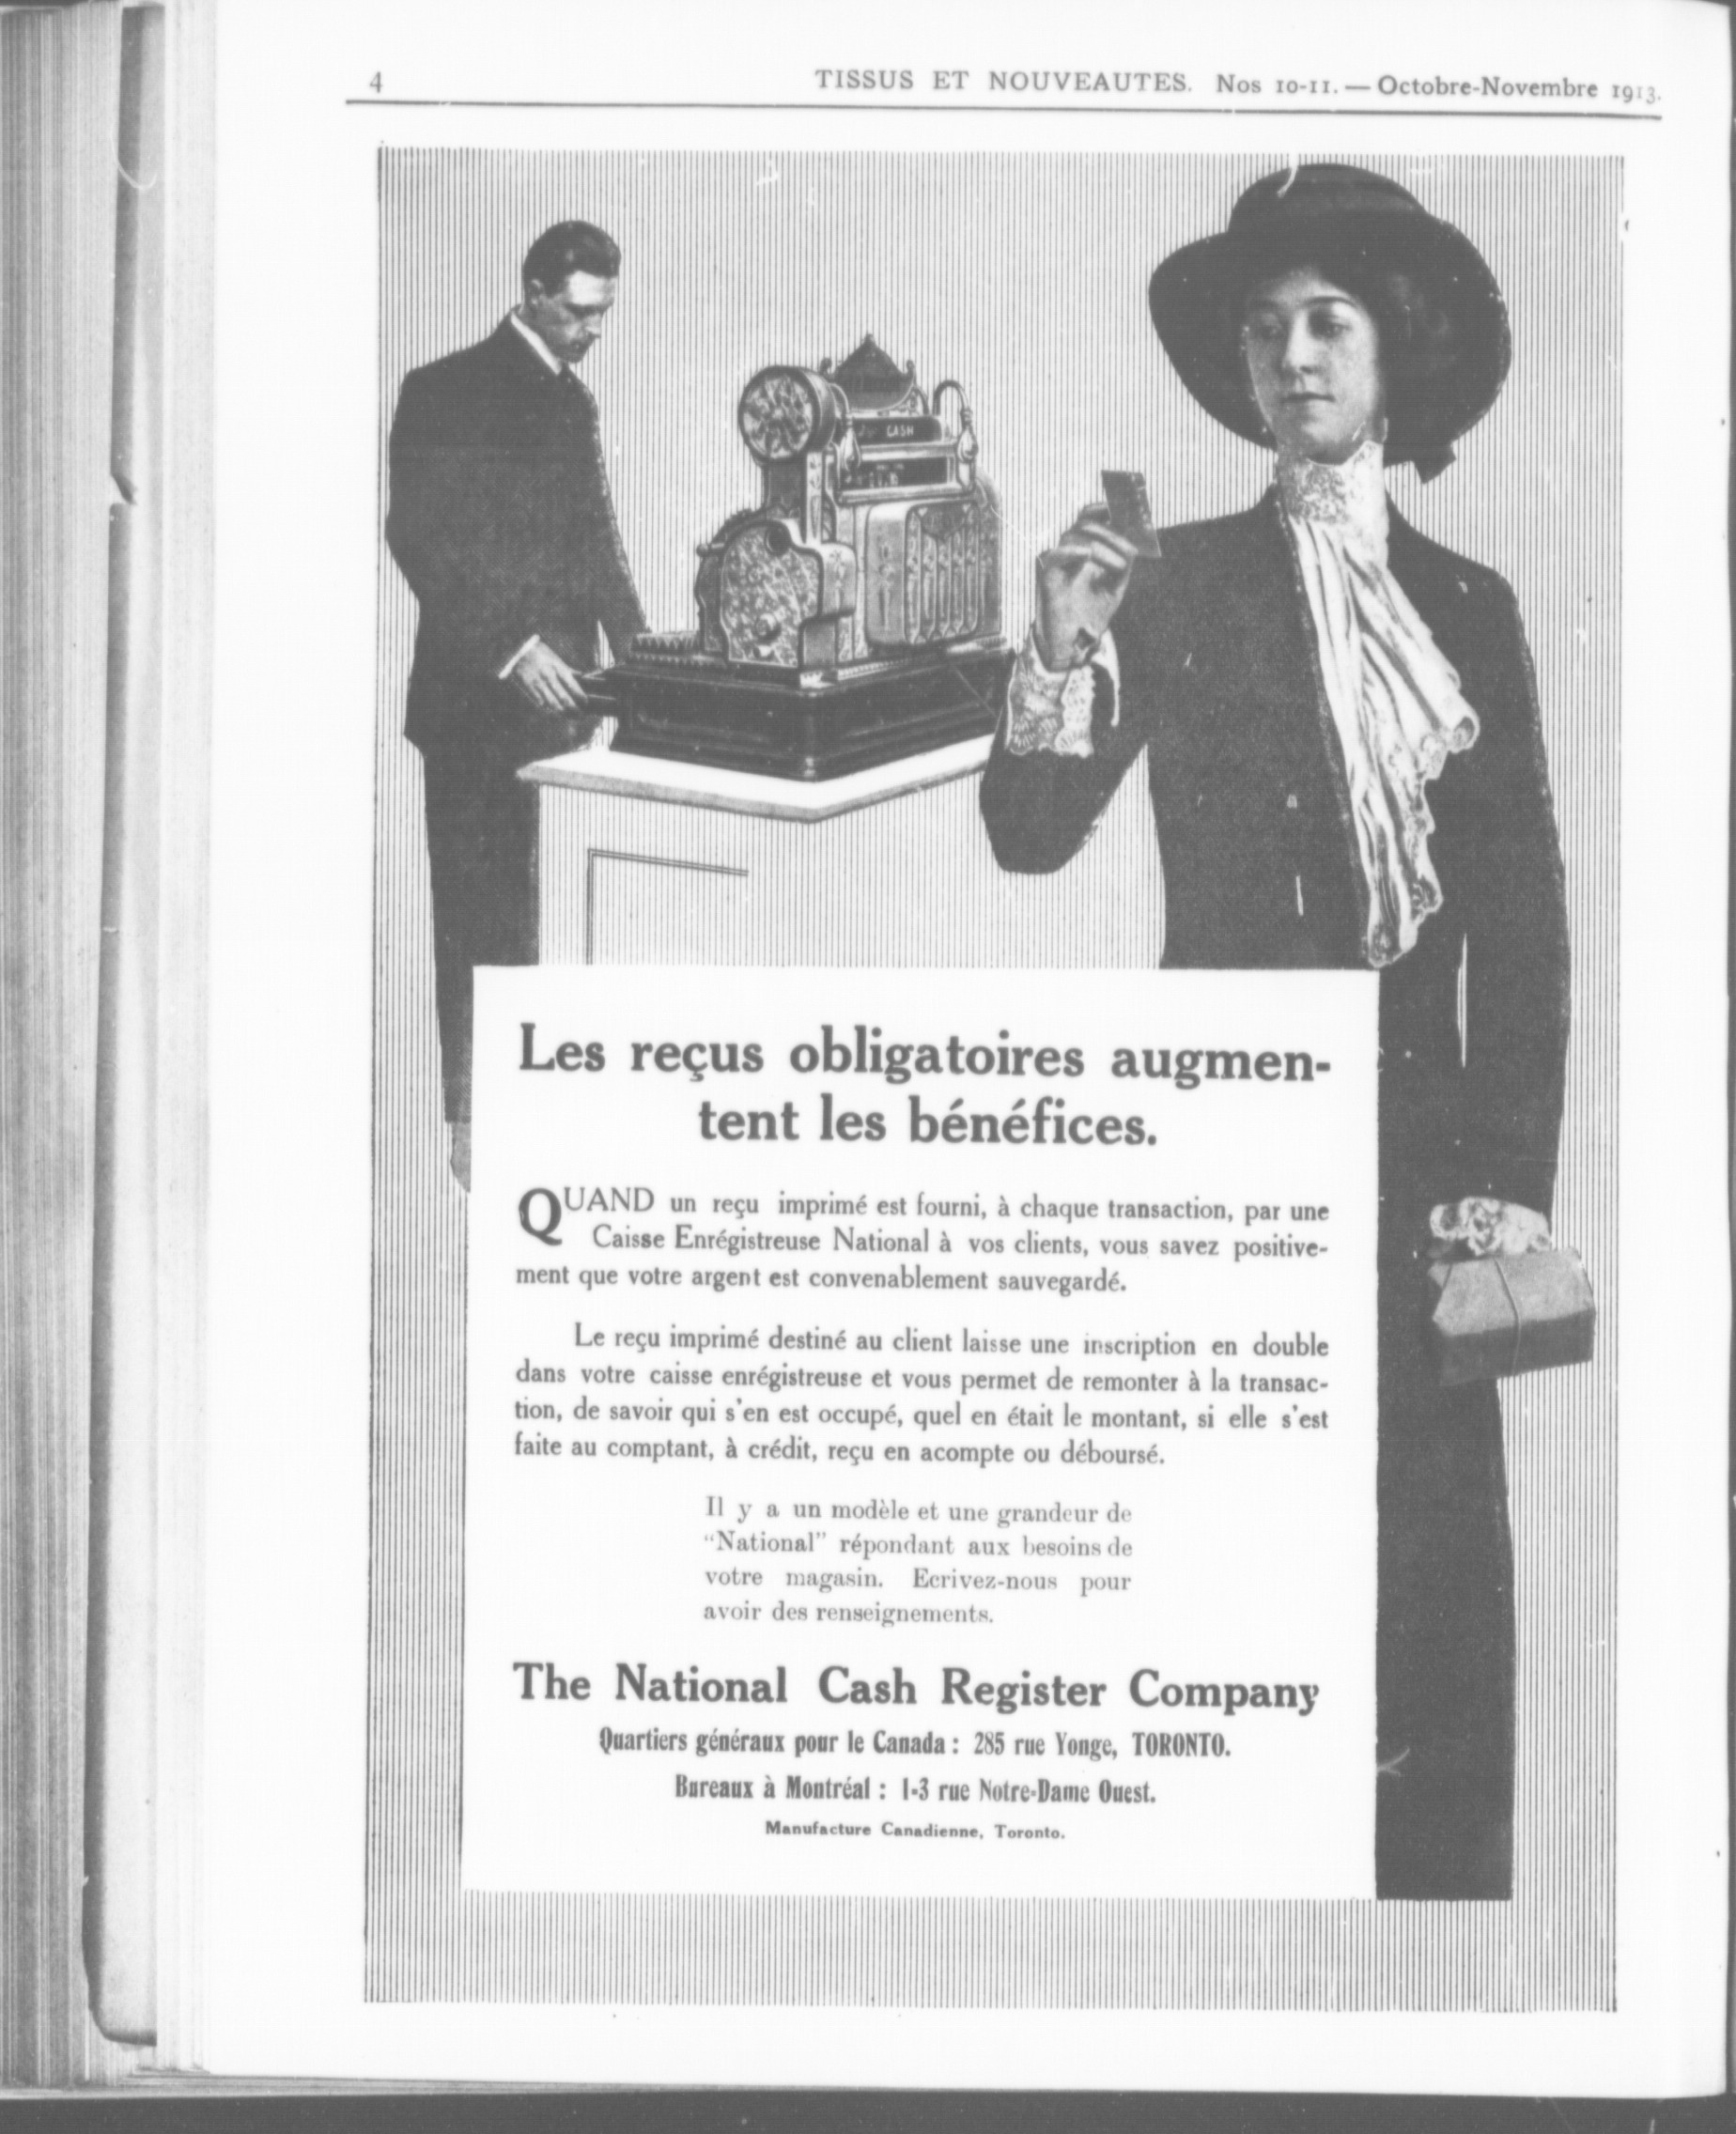 4
TISSUS ET NOUVEAUTES. Nos 10-11. — Octobre-Novembre 1913.
CASH
Les reçus obligatoires augmen-
tent les bénéfices.
QUAND un reçu imprimé est fourni, à chaque transaction, par une
Caisse Enrégistreuse National à vos clients, vous savez positive-
ment que votre argent est convenablement sauvegardé.
Le reçu imprimé destiné au client laisse une inscription en double
dans votre caisse enrégistreuse et vous permet de remonter à la transac-
tion, de savoir qui s'en est occupé, quel en était le montant, si elle s'est
faite au comptant, à crédit, reçu en acompte ou déboursé.
Il y a un modèle et une grandeur de
“National” répondant aux besoins de
votre magasin. Ecrivez-nous pour
avoir des renseignements.
The National Cash Register Company
Quartiers généraux pour le Canada : 285 rue Yonge, TORONTO.
Bureaux à Montréal : 1-3 rue Notre-Dame Ouest.
Manufacture Canadienne, Toronto.